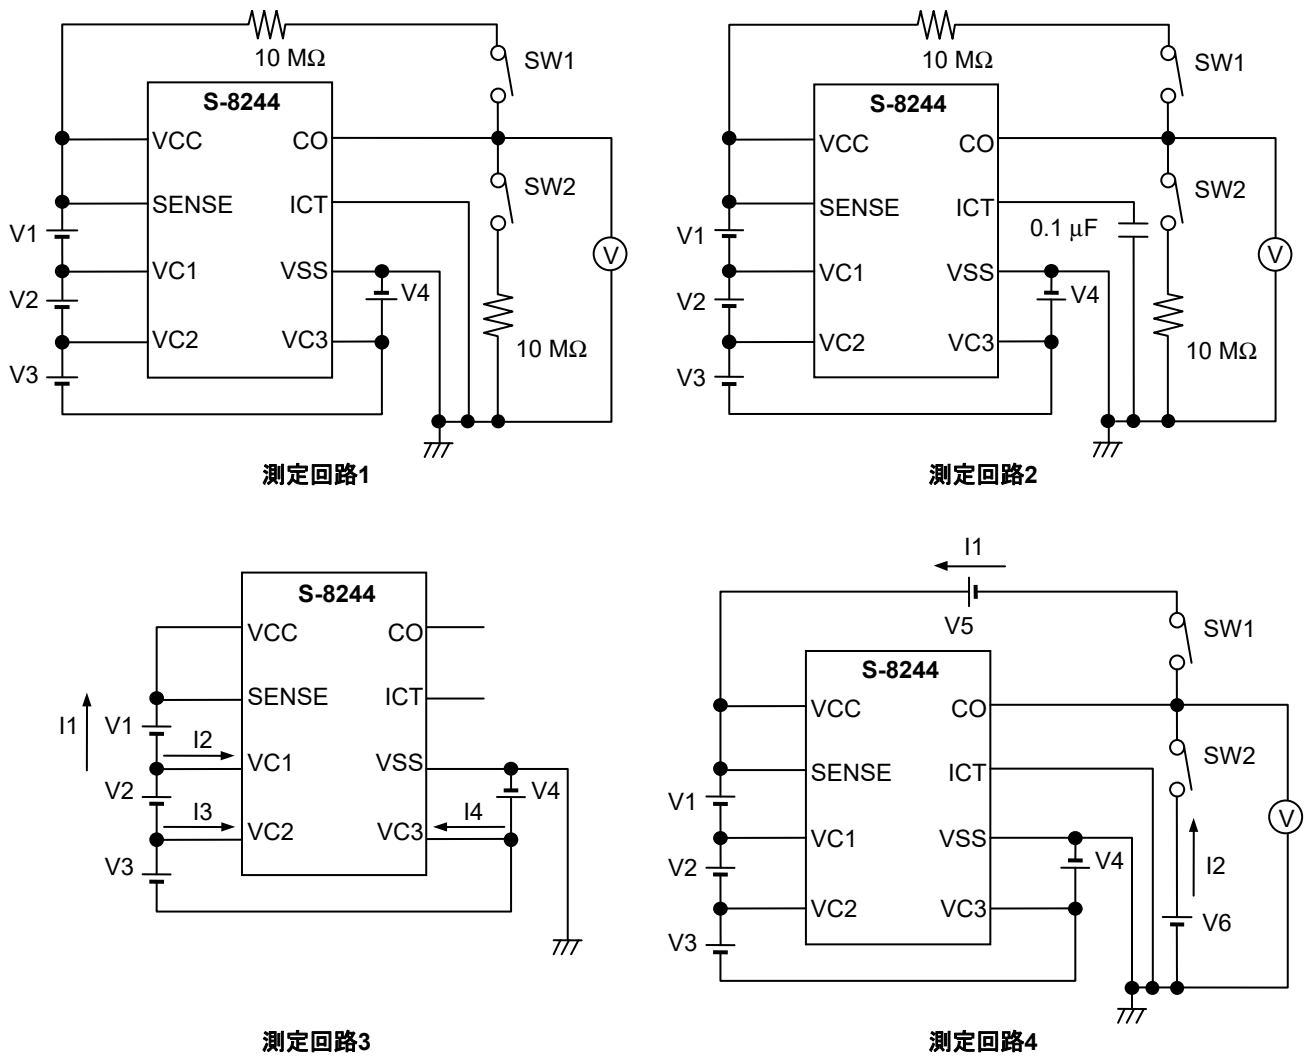 10 MΩ
SW1
S-8244
VCC
CO
SENSE
ICT
SW2
V1
V
VC1
VSS
V2
V4
VC2
VC3
10 MΩ
V3
測定回路1
10 MΩ
SW1
S-8244
VCC
CO
SENSE
ICT
SW2
0.1 μF
V1
V
VC1
VSS
V2
V4
VC2
VC3
10 MΩ
V3
測定回路2
S-8244
VCC
CO
SENSE
ICT
I1
V1
I2
VC1
VSS
V2
V4
I3
I4
VC2
VC3
V3
測定回路3
I1
V5
SW1
S-8244
VCC
CO
SW2
SENSE
ICT
V1
V
VC1
VSS
V2
V4
I2
VC2
VC3
V6
V3
測定回路4